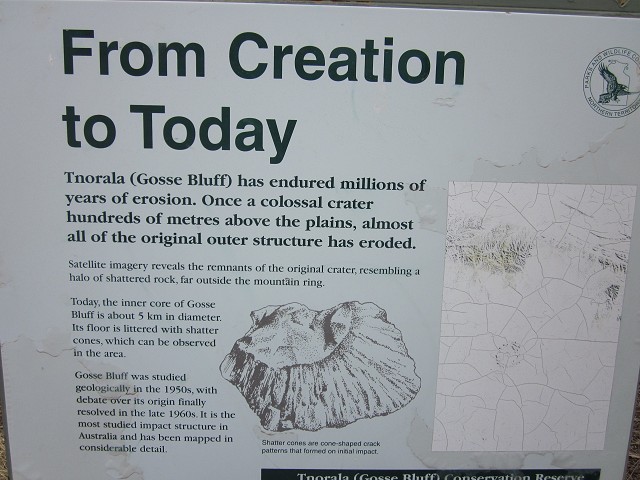 From Creation
to Today
PARKS AND WILDLIFE CO
NORTHERN TERRITORY
Tnorala (Gosse Bluff) has endured millions of
years of erosion. Once a colossal crater
hundreds of metres above the plains, almost
all of the original outer structure has eroded.
Satellite imagery reveals the remnants of the original crater, resembling a
halo of shattered rock, far outside the mountain ring.
Today, the inner core of Gosse
Bluff is about 5 km in diameter.
Its floor is littered with shatter
cones, which can be observed
in the area.
Gosse Bluff was studied
geologically in the 1950s, with
debate over its origin finally
resolved in the late 1960s. It is the
most studied impact structure in
Australia and has been mapped in
considerable detail.
Shatter cones are cone-shaped crack
patterns that formed on initial impact.
Tnorala (Gosse Bluff) Conservation Reserve